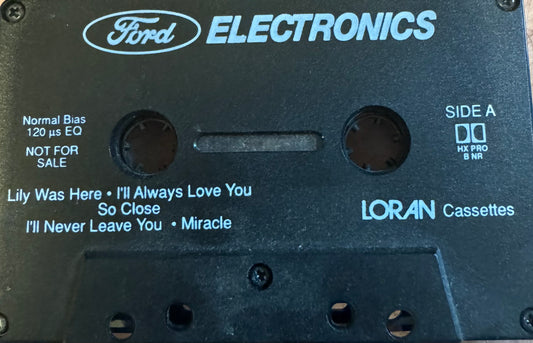 Ford ELECTRONICS
Normal Bias
120 µs EQ
NOT FOR
SALE
SIDE A
HX PRO
B NR
Lily Was Here • I'll Always Love You
So Close
I'll Never Leave You • Miracle
LORAN Cassettes